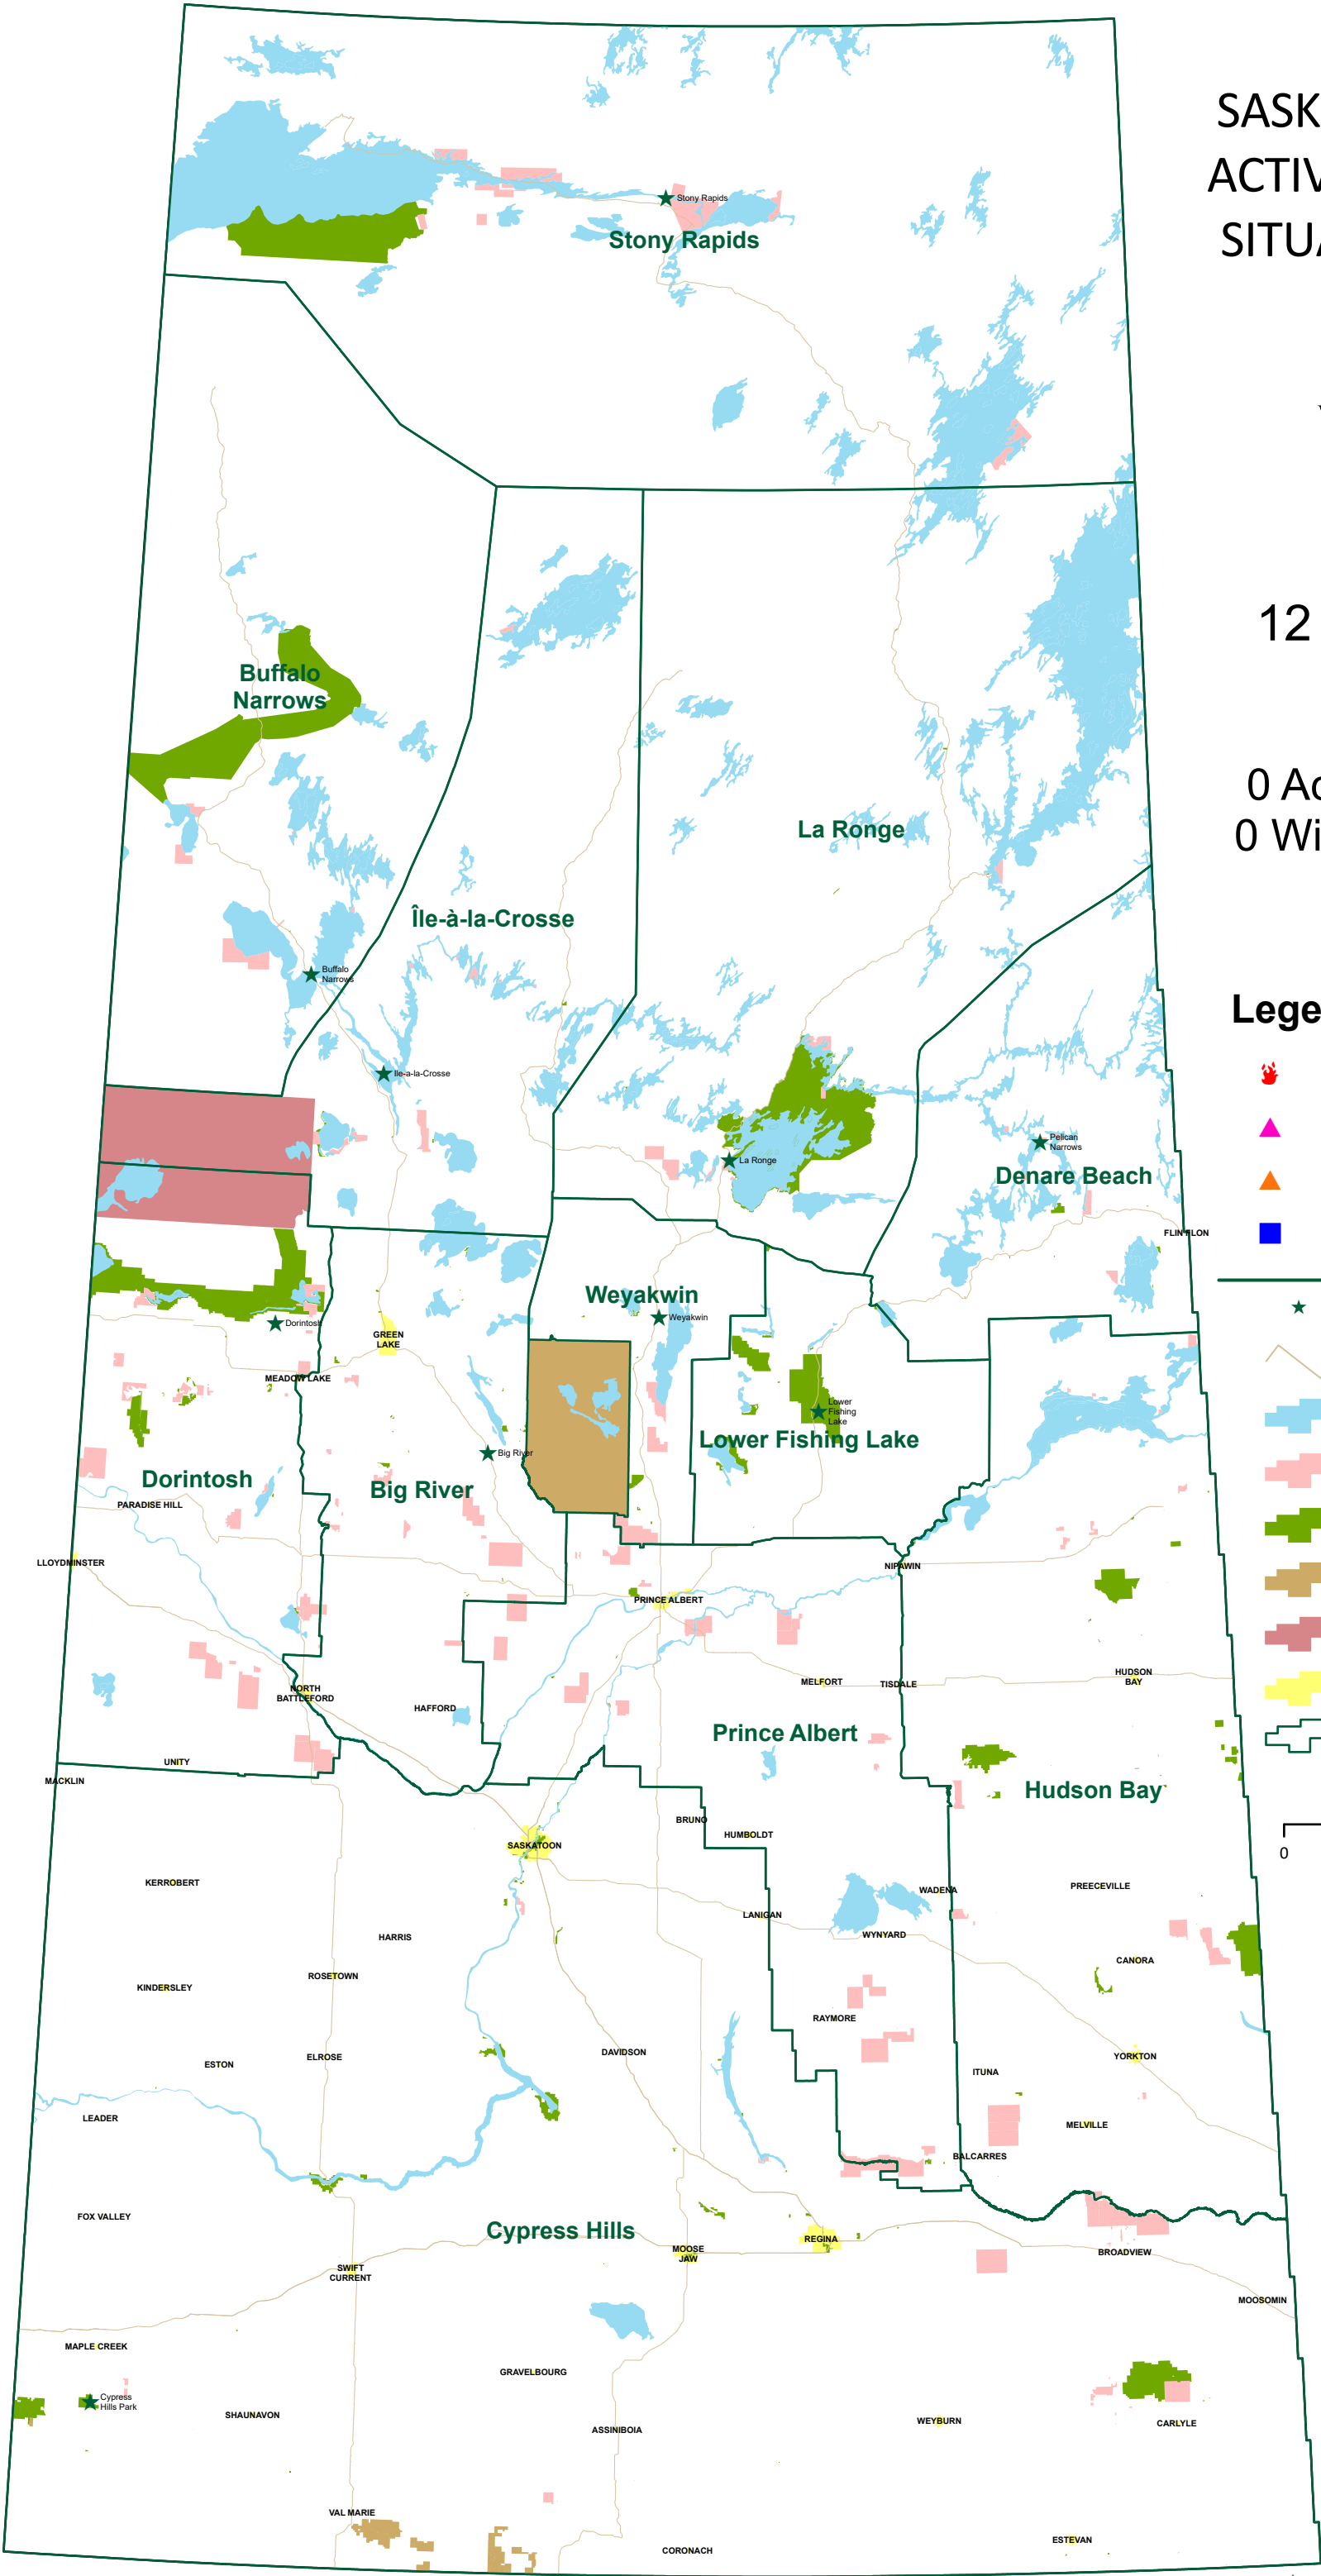 SASK
ACTIV
SITUA
12
0 Ac
0 Wi
Lege
0
Stony Rapids
Stony Rapids
Buffalo
Narrows
La Ronge
Île-à-la-Crosse
Buffalo
Narrows
Ile-a-la-Crosse
Pelican
Narrows
La Ronge
Denare Beach
FLIN FLON
Weyakwin
Weyakwin
Dorintosh
GREEN
LAKE
MEADOW LAKE
Lower
Fishing
Lake
Lower Fishing Lake
Big River
Dorintosh
Big River
PARADISE HILL
LLOYDMINSTER
NIPAWIN
PRINCE ALBERT
HUDSON
BAY
MELFORT
TISDALE
NORTH
BATTLEFORD
HAFFORD
Prince Albert
UNITY
MACKLIN
Hudson Bay
BRUNO
HUMBOLDT
SASKATOON
KERROBERT
PREECEVILLE
WADENA
LANIGAN
WYNYARD
HARRIS
CANORA
ROSETOWN
KINDERSLEY
RAYMORE
DAVIDSON
YORKTON
ELROSE
ESTON
ITUNA
LEADER
MELVILLE
BALCARRES
FOX VALLEY
Cypress Hills
REGINA
MOOSE
JAW
BROADVIEW
SWIFT
CURRENT
MOOSOMIN
MAPLE CREEK
GRAVELBOURG
Cypress
Hills Park
SHAUNAVON
WEYBURN
CARLYLE
ASSINIBOIA
VAL MARIE
ESTEVAN
CORONACH